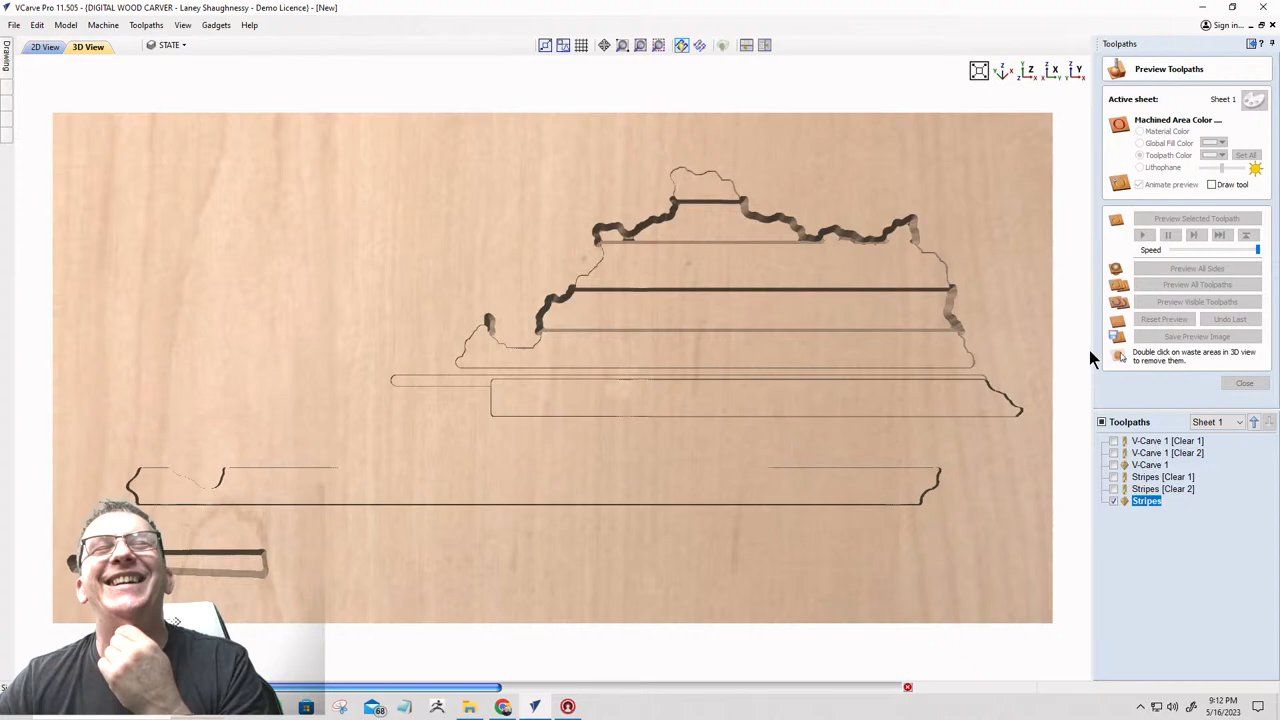 VCarve Pro 11.505 - {DIGITAL WOOD CARVER - Laney Shaughnessy - Demo Licence} - [New]
File Edit Model Machine Toolpaths View Gadgets Help
Sign in...
2D View 3D View STATE
Drawing
Z X Y
Toolpaths
Preview Toolpaths
Active sheet: Sheet 1
Machined Area Color ....
Material Color
Global Fill Color
Toolpath Color Set All
Lithophane
Animate preview Draw tool
Preview Selected Toolpath
Speed
Preview All Sides
Preview All Toolpaths
Preview Visible Toolpaths
Reset Preview Undo Last
Save Preview Image
Double click on waste areas in 3D view
to remove them.
Close
Toolpaths Sheet 1
V-Carve 1 [Clear 1]
V-Carve 1 [Clear 2]
V-Carve 1
Stripes [Clear 1]
Stripes [Clear 2]
Stripes
68
9:12 PM
5/16/2023